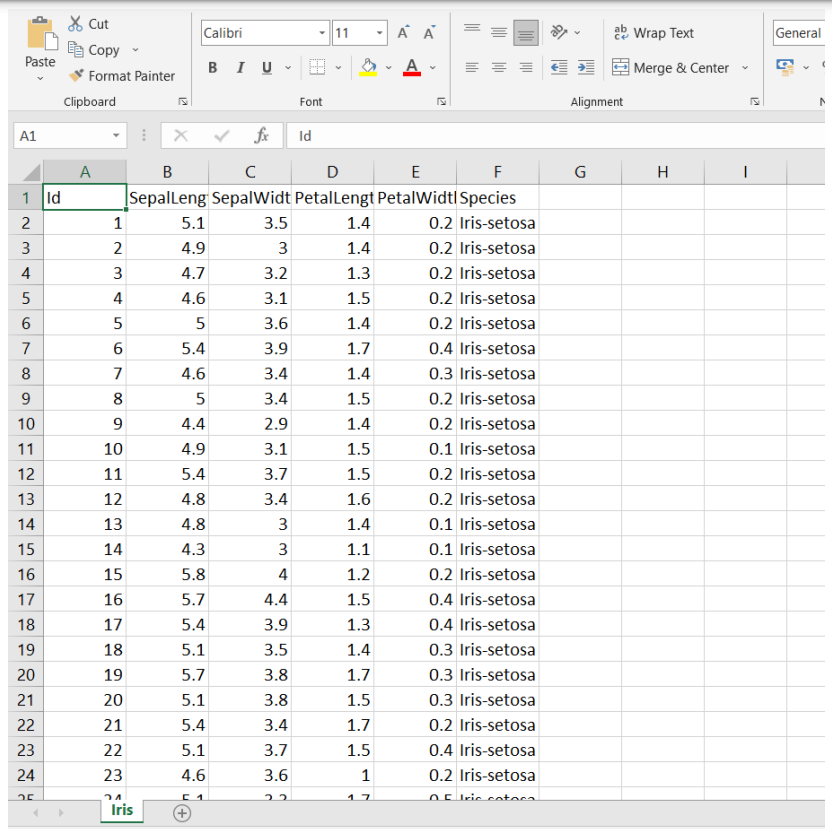 Cut
Calibri 11 A A ab Wrap Text General
Copy
Paste
Format Painter B I U A Merge & Center
Clipboard Font Alignment
A1 fx Id
A B C D E F G H I
1 Id SepalLeng SepalWidt PetalLengt PetalWidt Species
2 1 5.1 3.5 1.4 0.2 Iris-setosa
3 2 4.9 3 1.4 0.2 Iris-setosa
4 3 4.7 3.2 1.3 0.2 Iris-setosa
5 4 4.6 3.1 1.5 0.2 Iris-setosa
6 5 5 3.6 1.4 0.2 Iris-setosa
7 6 5.4 3.9 1.7 0.4 Iris-setosa
8 7 4.6 3.4 1.4 0.3 Iris-setosa
9 8 5 3.4 1.5 0.2 Iris-setosa
10 9 4.4 2.9 1.4 0.2 Iris-setosa
11 10 4.9 3.1 1.5 0.1 Iris-setosa
12 11 5.4 3.7 1.5 0.2 Iris-setosa
13 12 4.8 3.4 1.6 0.2 Iris-setosa
14 13 4.8 3 1.4 0.1 Iris-setosa
15 14 4.3 3 1.1 0.1 Iris-setosa
16 15 5.8 4 1.2 0.2 Iris-setosa
17 16 5.7 4.4 1.5 0.4 Iris-setosa
18 17 5.4 3.9 1.3 0.4 Iris-setosa
19 18 5.1 3.5 1.4 0.3 Iris-setosa
20 19 5.7 3.8 1.7 0.3 Iris-setosa
21 20 5.1 3.8 1.5 0.3 Iris-setosa
22 21 5.4 3.4 1.7 0.2 Iris-setosa
23 22 5.1 3.7 1.5 0.4 Iris-setosa
24 23 4.6 3.6 1 0.2 Iris-setosa
25 24 5.1 3.3 1.7 0.5 Iris-setosa
Iris